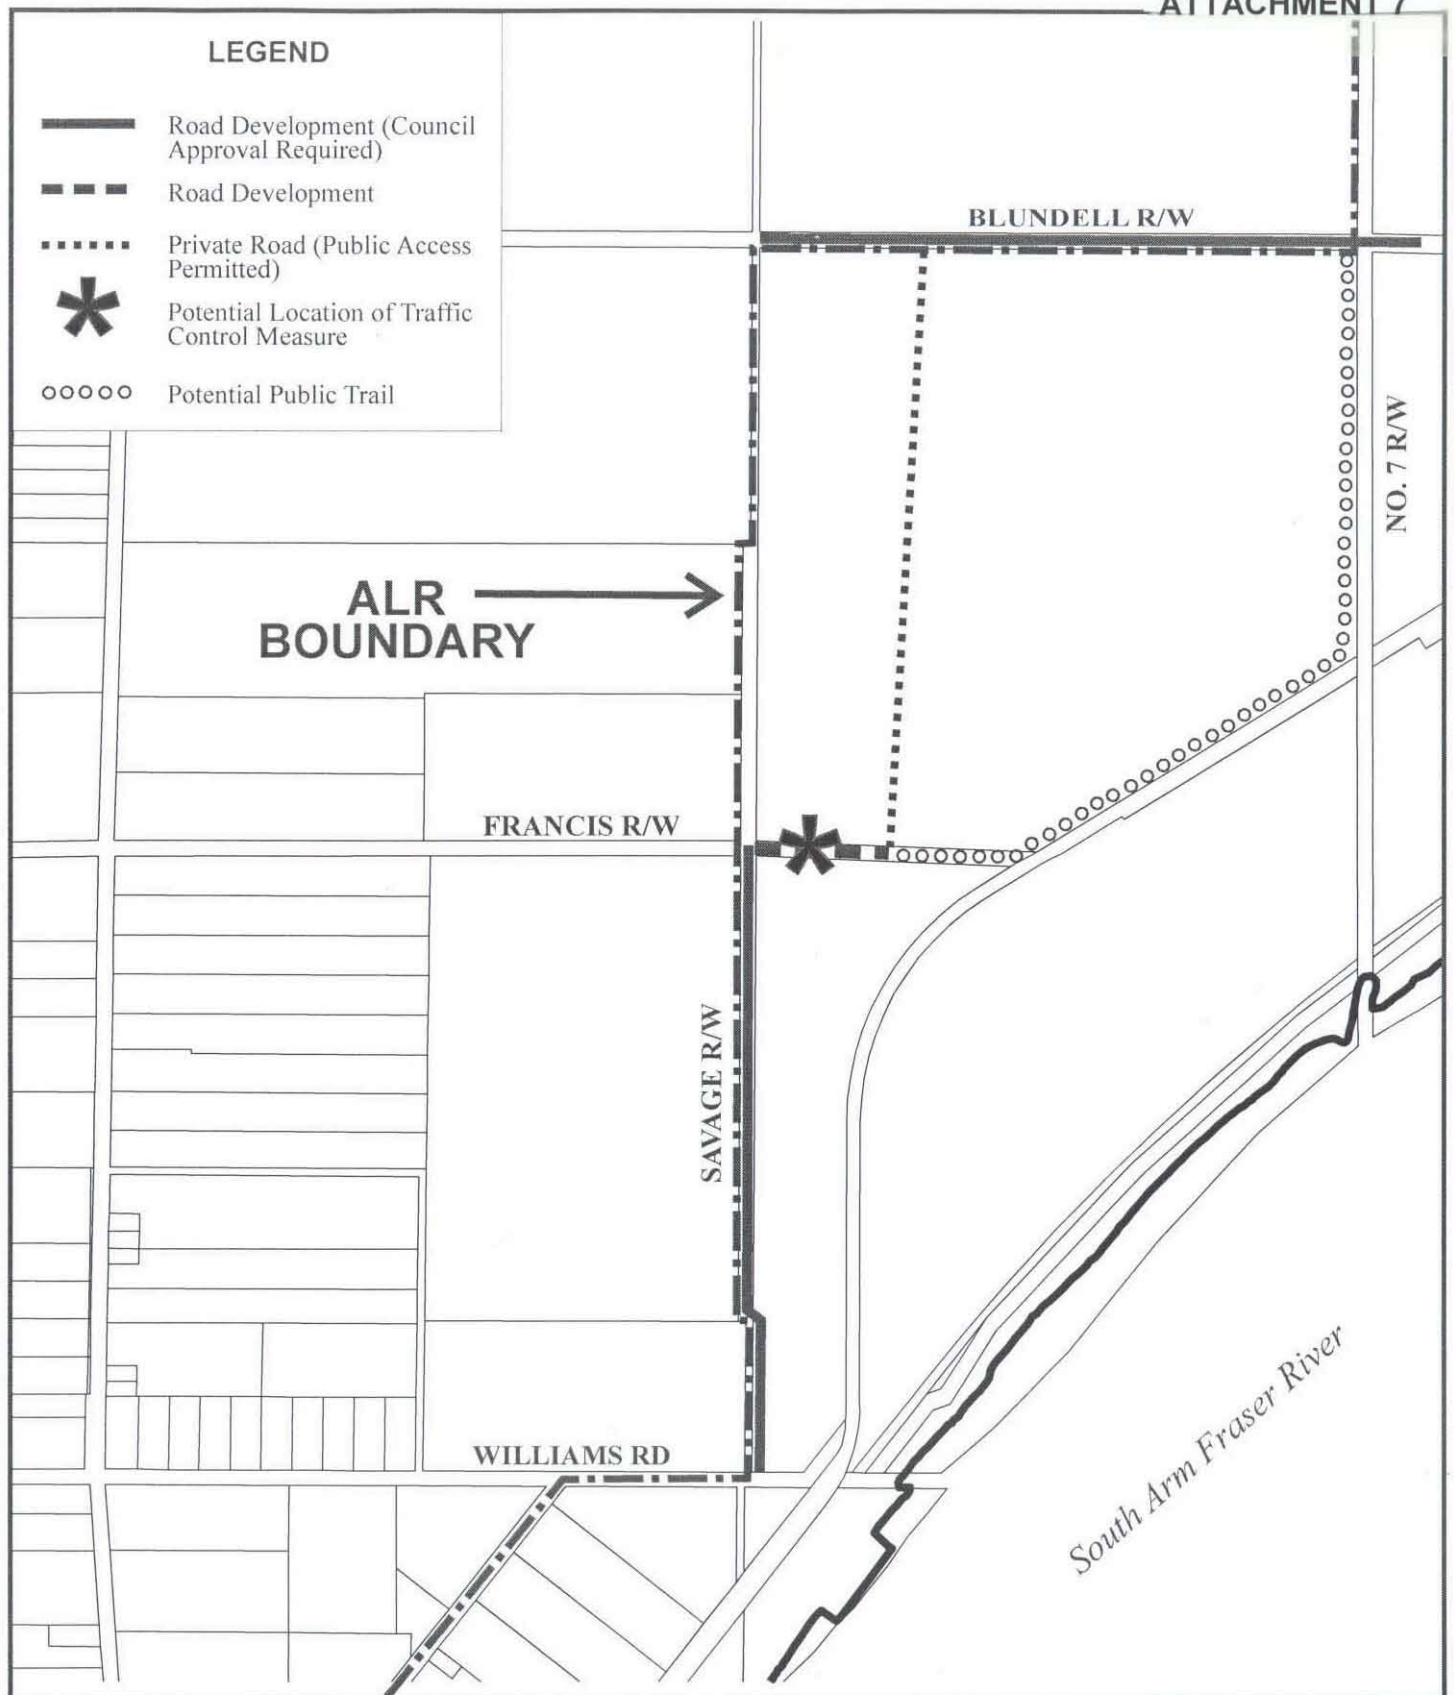 ATTACHMENT 7
LEGEND
Road Development (Council
Approval Required)
Road Development
Private Road (Public Access
Permitted)
Potential Location of Traffic
Control Measure
Potential Public Trail
BLUNDELL R/W
NO. 7 R/W
ALR
BOUNDARY
FRANCIS R/W
SAVAGE R/W
WILLIAMS RD
South Arm Fraser River